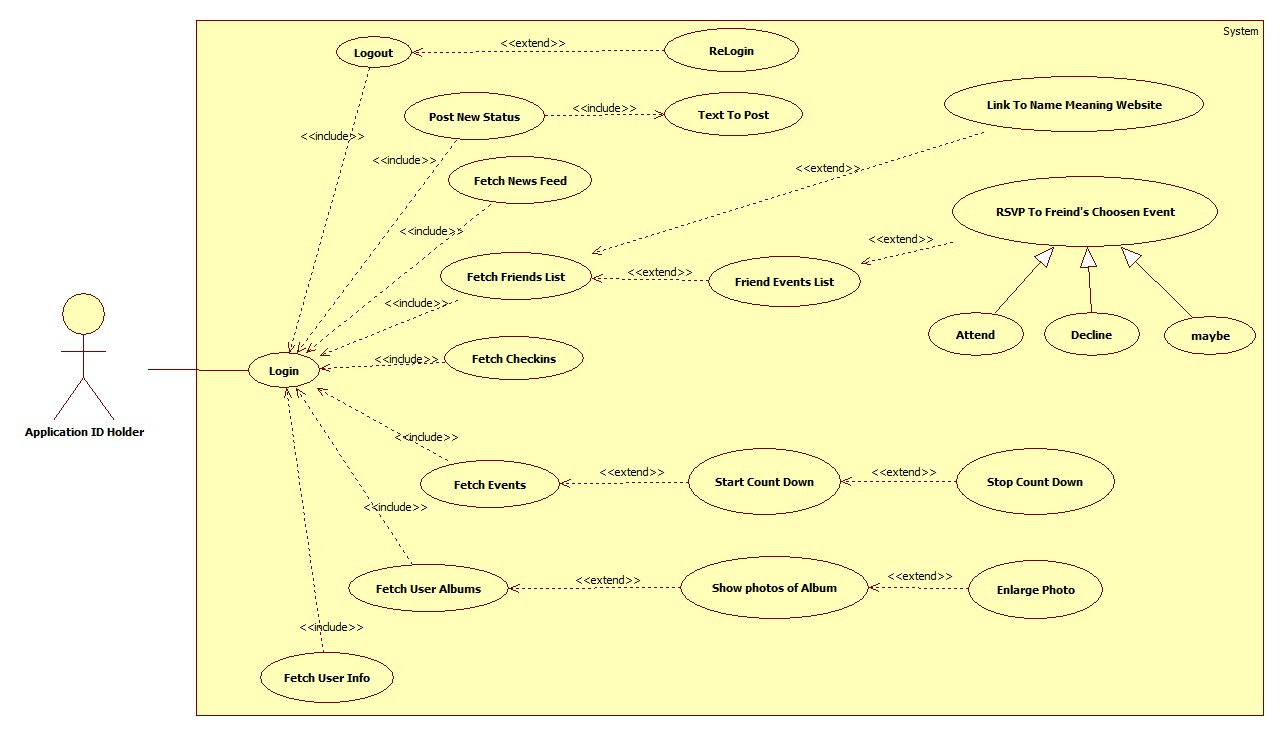 System
Logout
<<extend>>
ReLogin
<<include>>
Post New Status
<<include>>
Text To Post
Link To Name Meaning Website
<<include>>
Fetch News Feed
<<extend>>
RSVP To Freind's Choosen Event
<<include>>
<<extend>>
Fetch Friends List
<<extend>>
Friend Events List
<<include>>
Attend
Decline
maybe
Fetch Checkins
<<include>>
Login
Application ID Holder
<<include>>
Fetch Events
<<extend>>
Start Count Down
<<extend>>
Stop Count Down
<<include>>
Fetch User Albums
<<extend>>
Show photos of Album
<<extend>>
Enlarge Photo
<<include>>
Fetch User Info